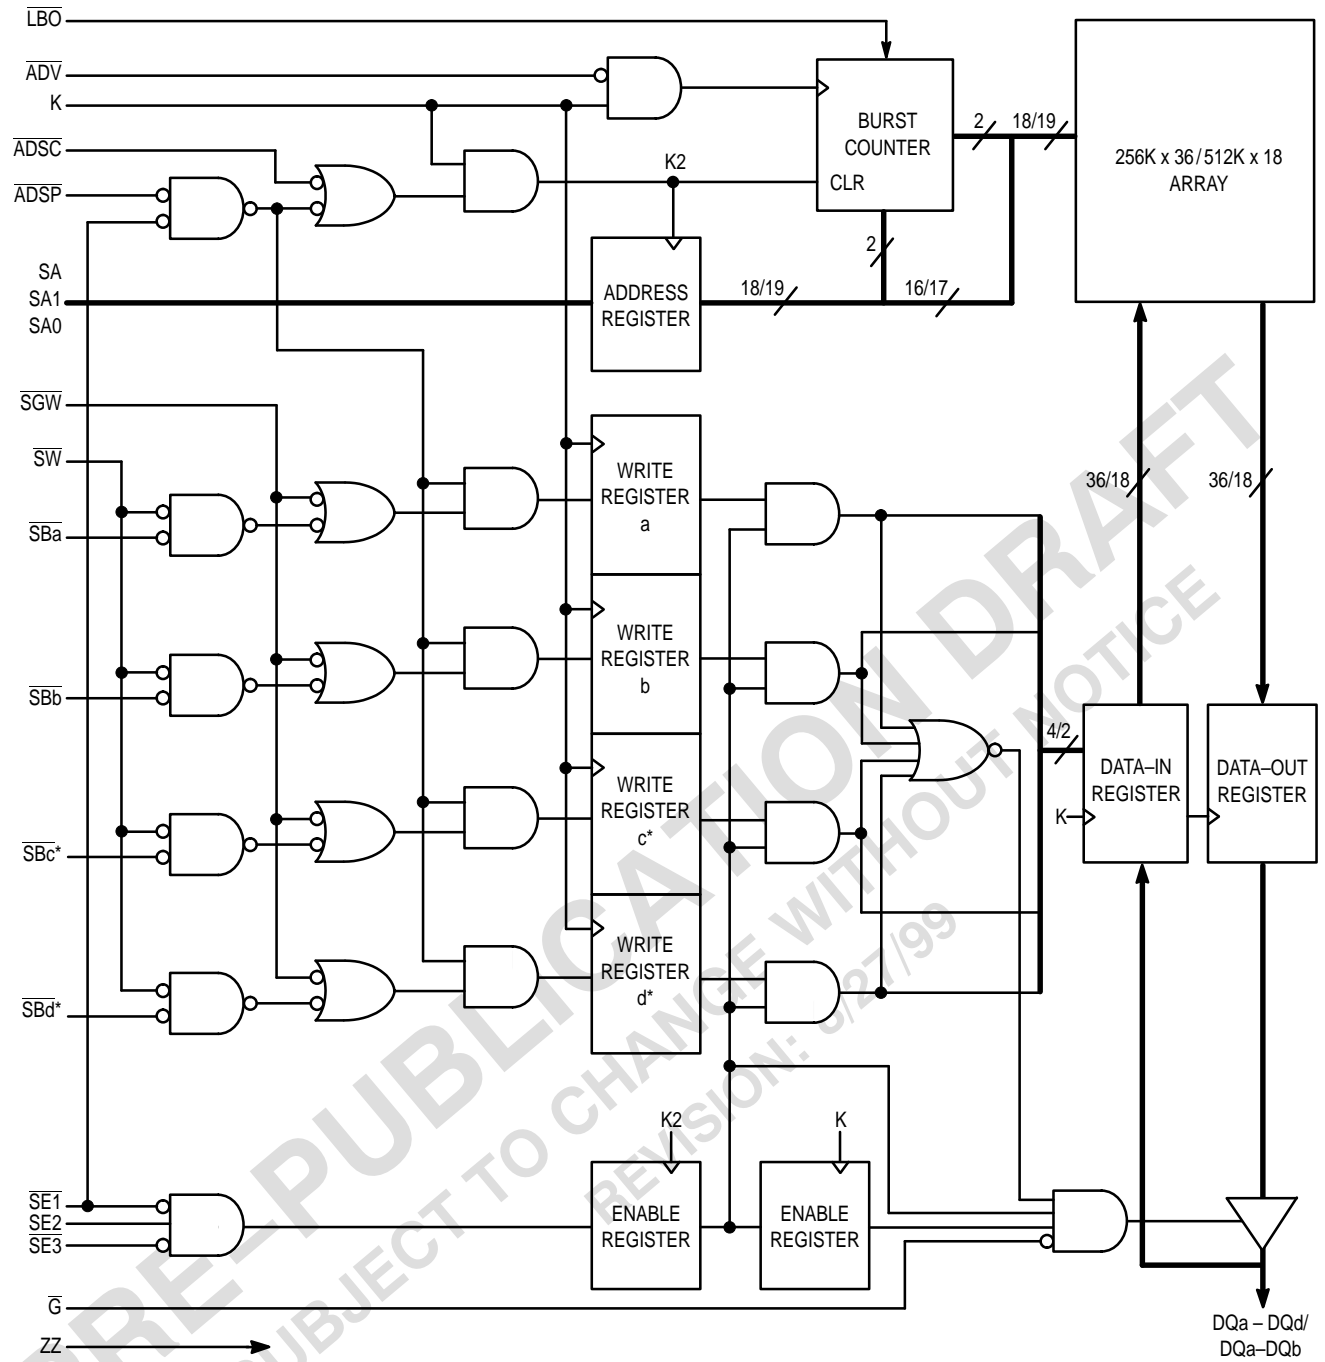 LBO
ADV
K
ADSC
ADSP
SA
SA1
SA0
SGW
SW
SBa
SBb
SBc*
SBd*
SE1
SE2
SE3
G
ZZ
K2
BURST
COUNTER
CLR
2
18/19
256K x 36/512K x 18
ARRAY
ADDRESS
REGISTER
18/19
2
16/17
WRITE
REGISTER
a
WRITE
REGISTER
b
WRITE
REGISTER
c*
WRITE
REGISTER
d*
36/18
36/18
4/2
K
DATA–IN
REGISTER
DATA–OUT
REGISTER
K2
ENABLE
REGISTER
K
ENABLE
REGISTER
DQa – DQd/
DQa–DQb
PRE–PUBLICATION DRAFT
SUBJECT TO CHANGE WITHOUT NOTICE
REVISION: /27/99